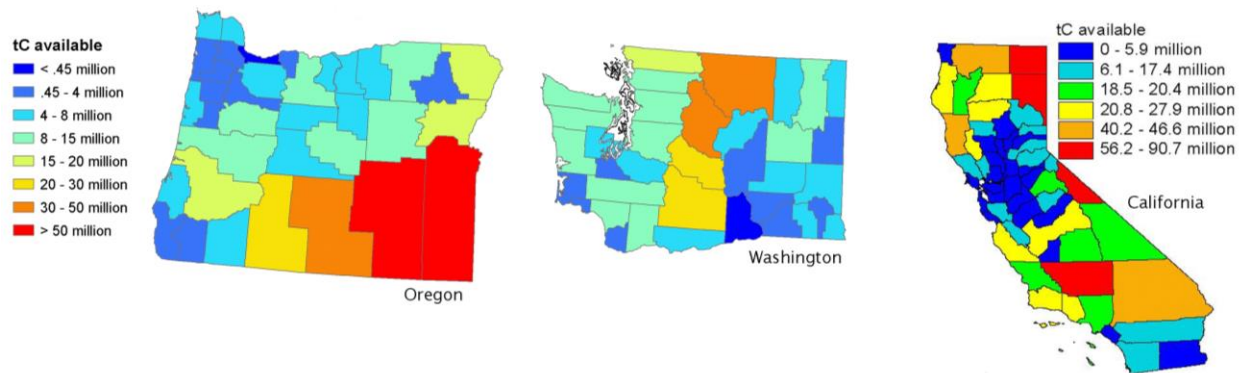 tC available
< .45 million
.45 - 4 million
4 - 8 million
8 - 15 million
15 - 20 million
20 - 30 million
30 - 50 million
> 50 million
Oregon
Washington
tC available
0 - 5.9 million
6.1 - 17.4 million
18.5 - 20.4 million
20.8 - 27.9 million
40.2 - 46.6 million
56.2 - 90.7 million
California